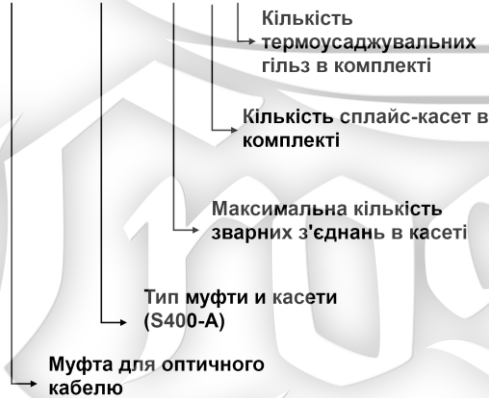 Кількість
термоусаджувальних
гільз в комплекті
Кількість сплайс-касет в
комплекті
Максимальна кількість
зварних з'єднань в касеті
Тип муфти и касети
(S400-A)
Муфта для оптичного
кабелю